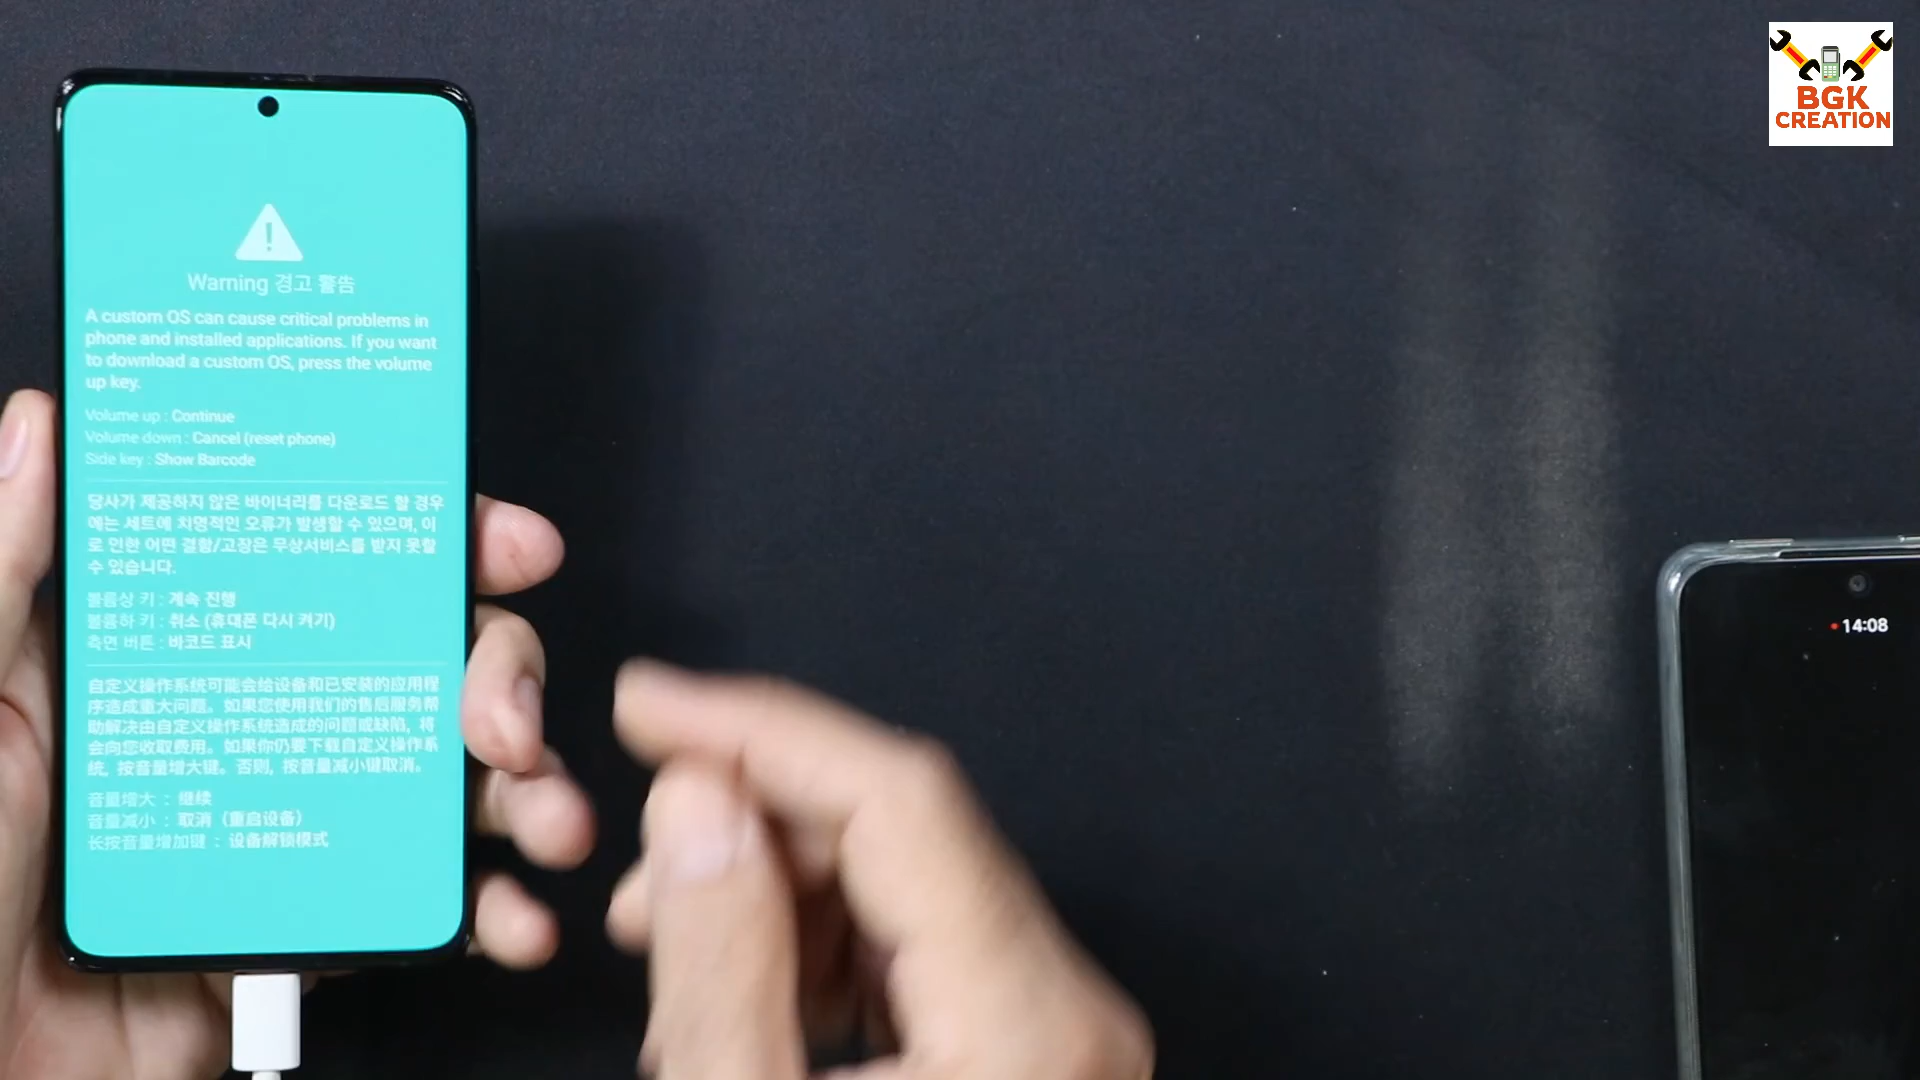 BGK
CREATION
Warning 경고 警告
A custom OS can cause critical problems in
phone and installed applications. If you want
to download a custom OS, press the volume
up key.
Volume up : Continue
Volume down : Cancel (reset phone)
Side key : Show Barcode
당사가 제공하지 않은 바이너리를 다운로드 할 경우
에는 세트에 치명적인 오류가 발생할 수 있으며, 이
로 인한 어떤 결함/고장은 무상서비스를 받지 못할
수 있습니다.
볼륨상 키 : 계속 진행
볼륨하 키 : 취소 (휴대폰 다시 켜기)
측면 버튼 : 바코드 표시
自定义操作系统可能会给设备和已安装的应用程
序造成重大问题。如果您使用我们的售后服务帮
助解决由自定义操作系统造成的问题或缺陷, 将
会向您收取费用。如果你仍要下载自定义操作系
统, 按音量增大键。否则, 按音量减小键取消。
音量增大 : 继续
音量减小 : 取消（重启设备）
长按音量增加键 : 设备解锁模式
14:08